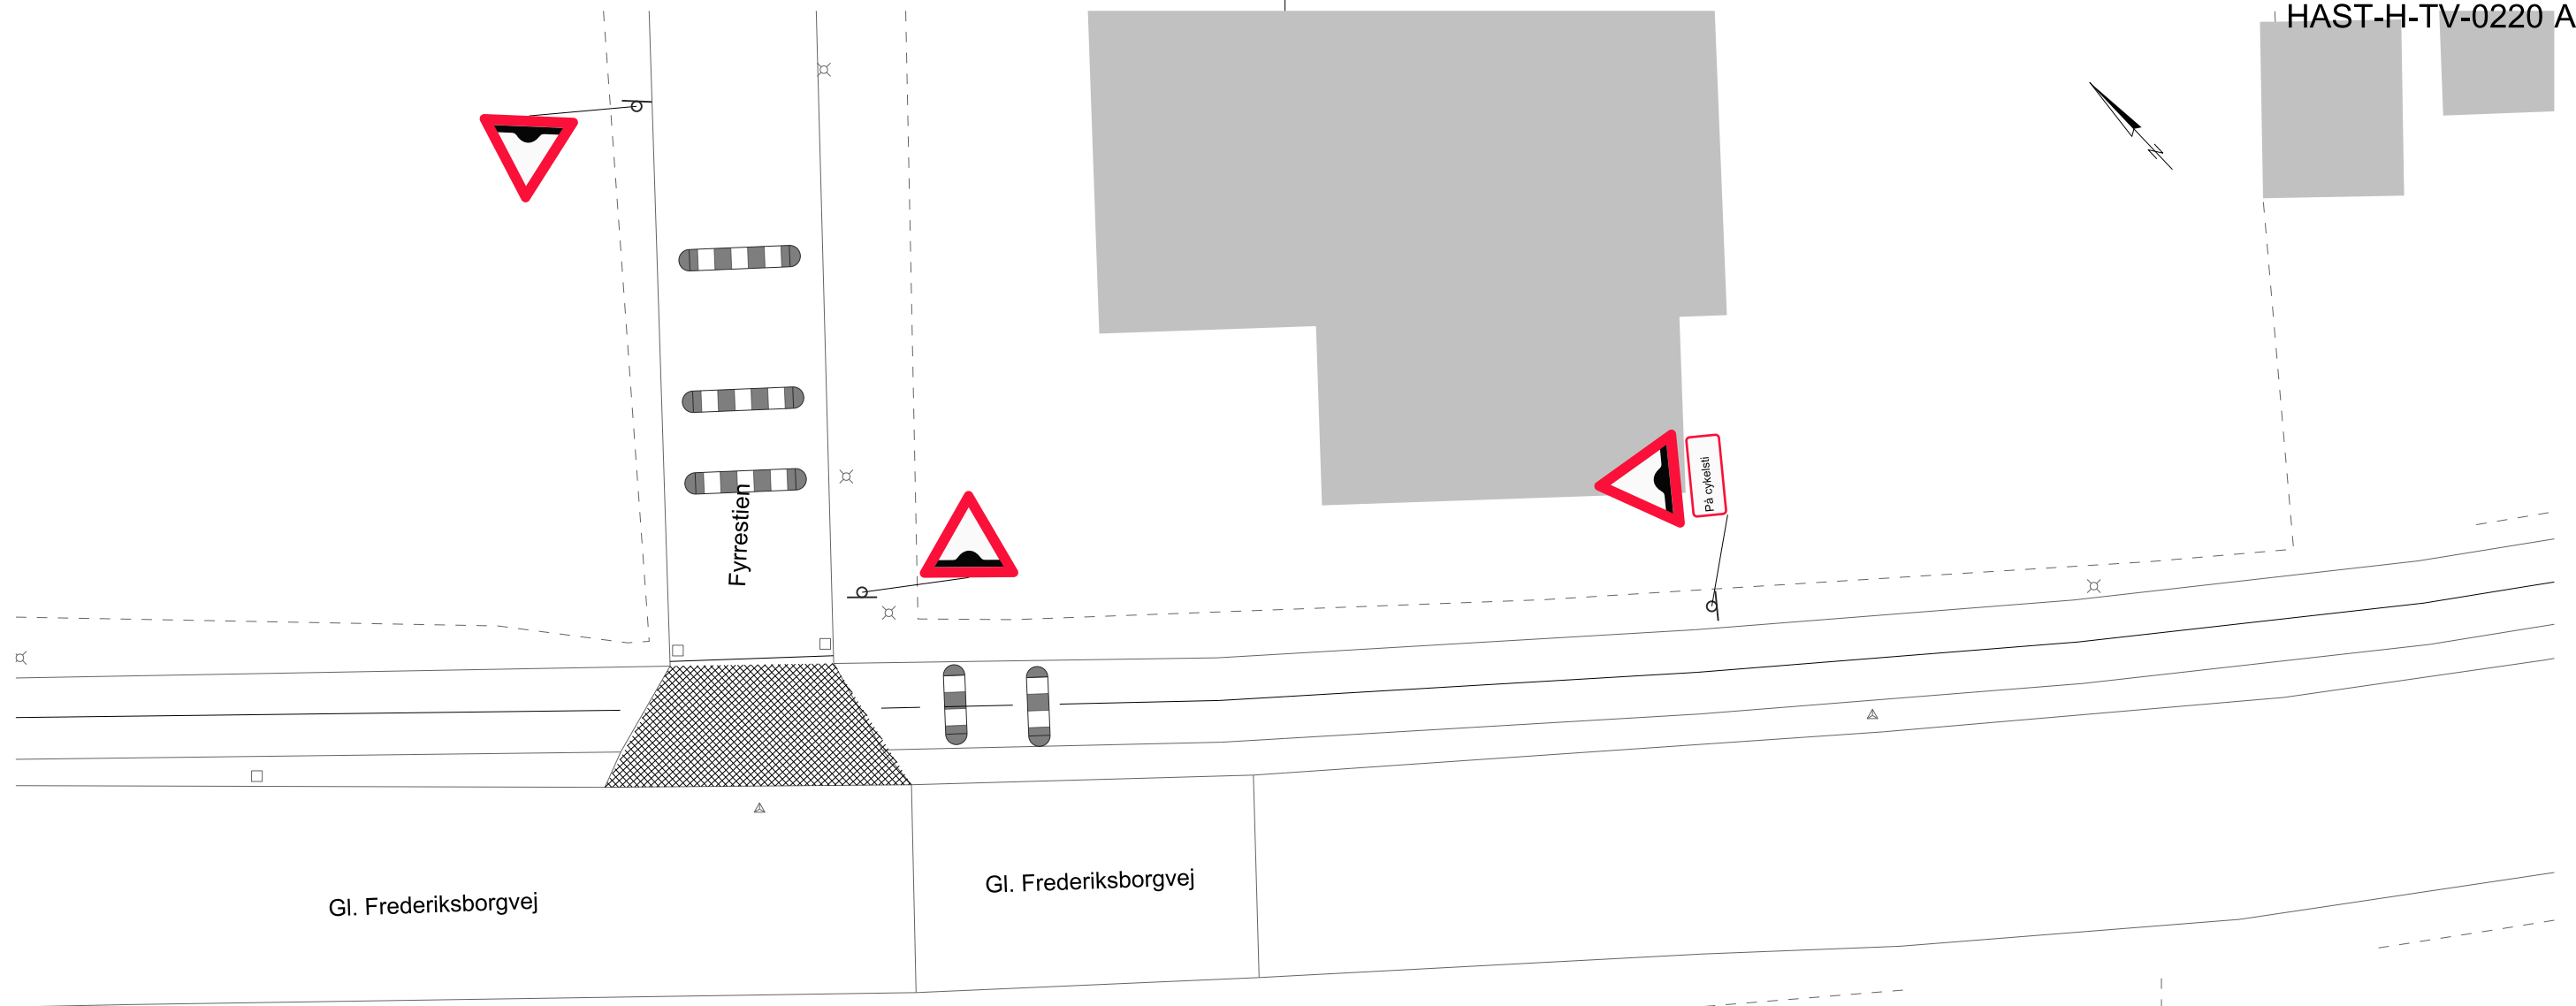 HAST-H-TV-0220 A
N
På cykelsti
Fyrrestien
Gl. Frederiksborgvej
Gl. Frederiksborgvej